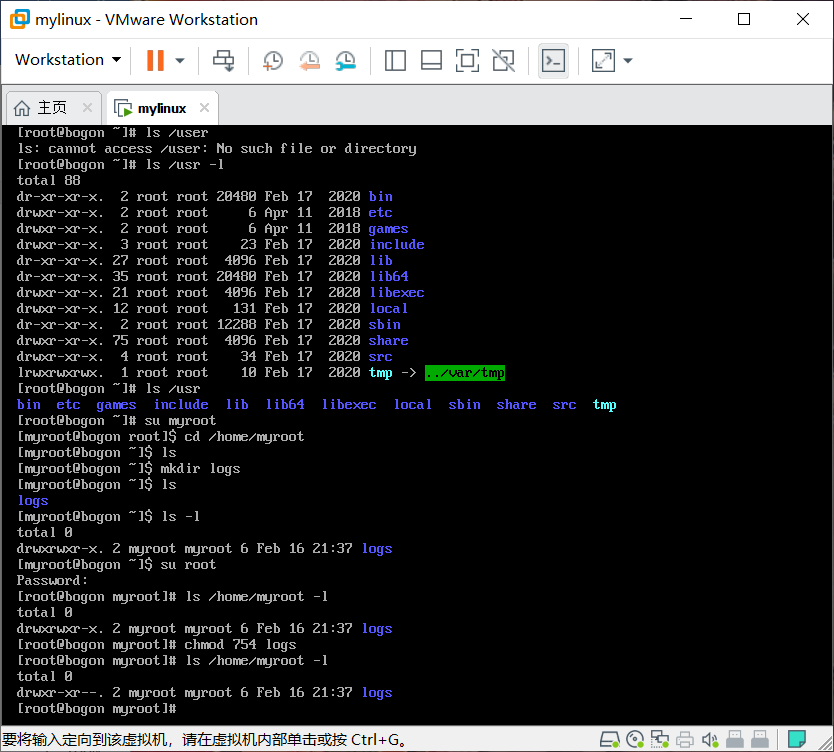 mylinux - VMware Workstation
Workstation
主页
mylinux
[root@bogon ~]# ls /user
ls: cannot access /user: No such file or directory
[root@bogon ~]# ls /usr -l
total 88
dr-xr-xr-x.  2 root root 20480 Feb 17  2020 bin
drwxr-xr-x.  2 root root     6 Apr 11  2018 etc
drwxr-xr-x.  2 root root     6 Apr 11  2018 games
drwxr-xr-x.  3 root root    23 Feb 17  2020 include
dr-xr-xr-x. 27 root root  4096 Feb 17  2020 lib
dr-xr-xr-x. 35 root root 20480 Feb 17  2020 lib64
drwxr-xr-x. 21 root root  4096 Feb 17  2020 libexec
drwxr-xr-x. 12 root root   131 Feb 17  2020 local
dr-xr-xr-x.  2 root root 12288 Feb 17  2020 sbin
drwxr-xr-x. 75 root root  4096 Feb 17  2020 share
drwxr-xr-x.  4 root root    34 Feb 17  2020 src
lrwxrwxrwx.  1 root root    10 Feb 17  2020 tmp -> ../var/tmp
[root@bogon ~]# ls /usr
bin  etc  games  include  lib  lib64  libexec  local  sbin  share  src  tmp
[root@bogon ~]# su myroot
[myroot@bogon root]$ cd /home/myroot
[myroot@bogon ~]$ ls
[myroot@bogon ~]$ mkdir logs
[myroot@bogon ~]$ ls
logs
[myroot@bogon ~]$ ls -l
total 0
drwxrwxr-x. 2 myroot myroot 6 Feb 16 21:37 logs
[myroot@bogon ~]$ su root
Password:
[root@bogon myroot]# ls /home/myroot -l
total 0
drwxrwxr-x. 2 myroot myroot 6 Feb 16 21:37 logs
[root@bogon myroot]# chmod 754 logs
[root@bogon myroot]# ls /home/myroot -l
total 0
drwxr-xr--. 2 myroot myroot 6 Feb 16 21:37 logs
[root@bogon myroot]#
要将输入定向到该虚拟机，请在虚拟机内部单击或按 Ctrl+G。